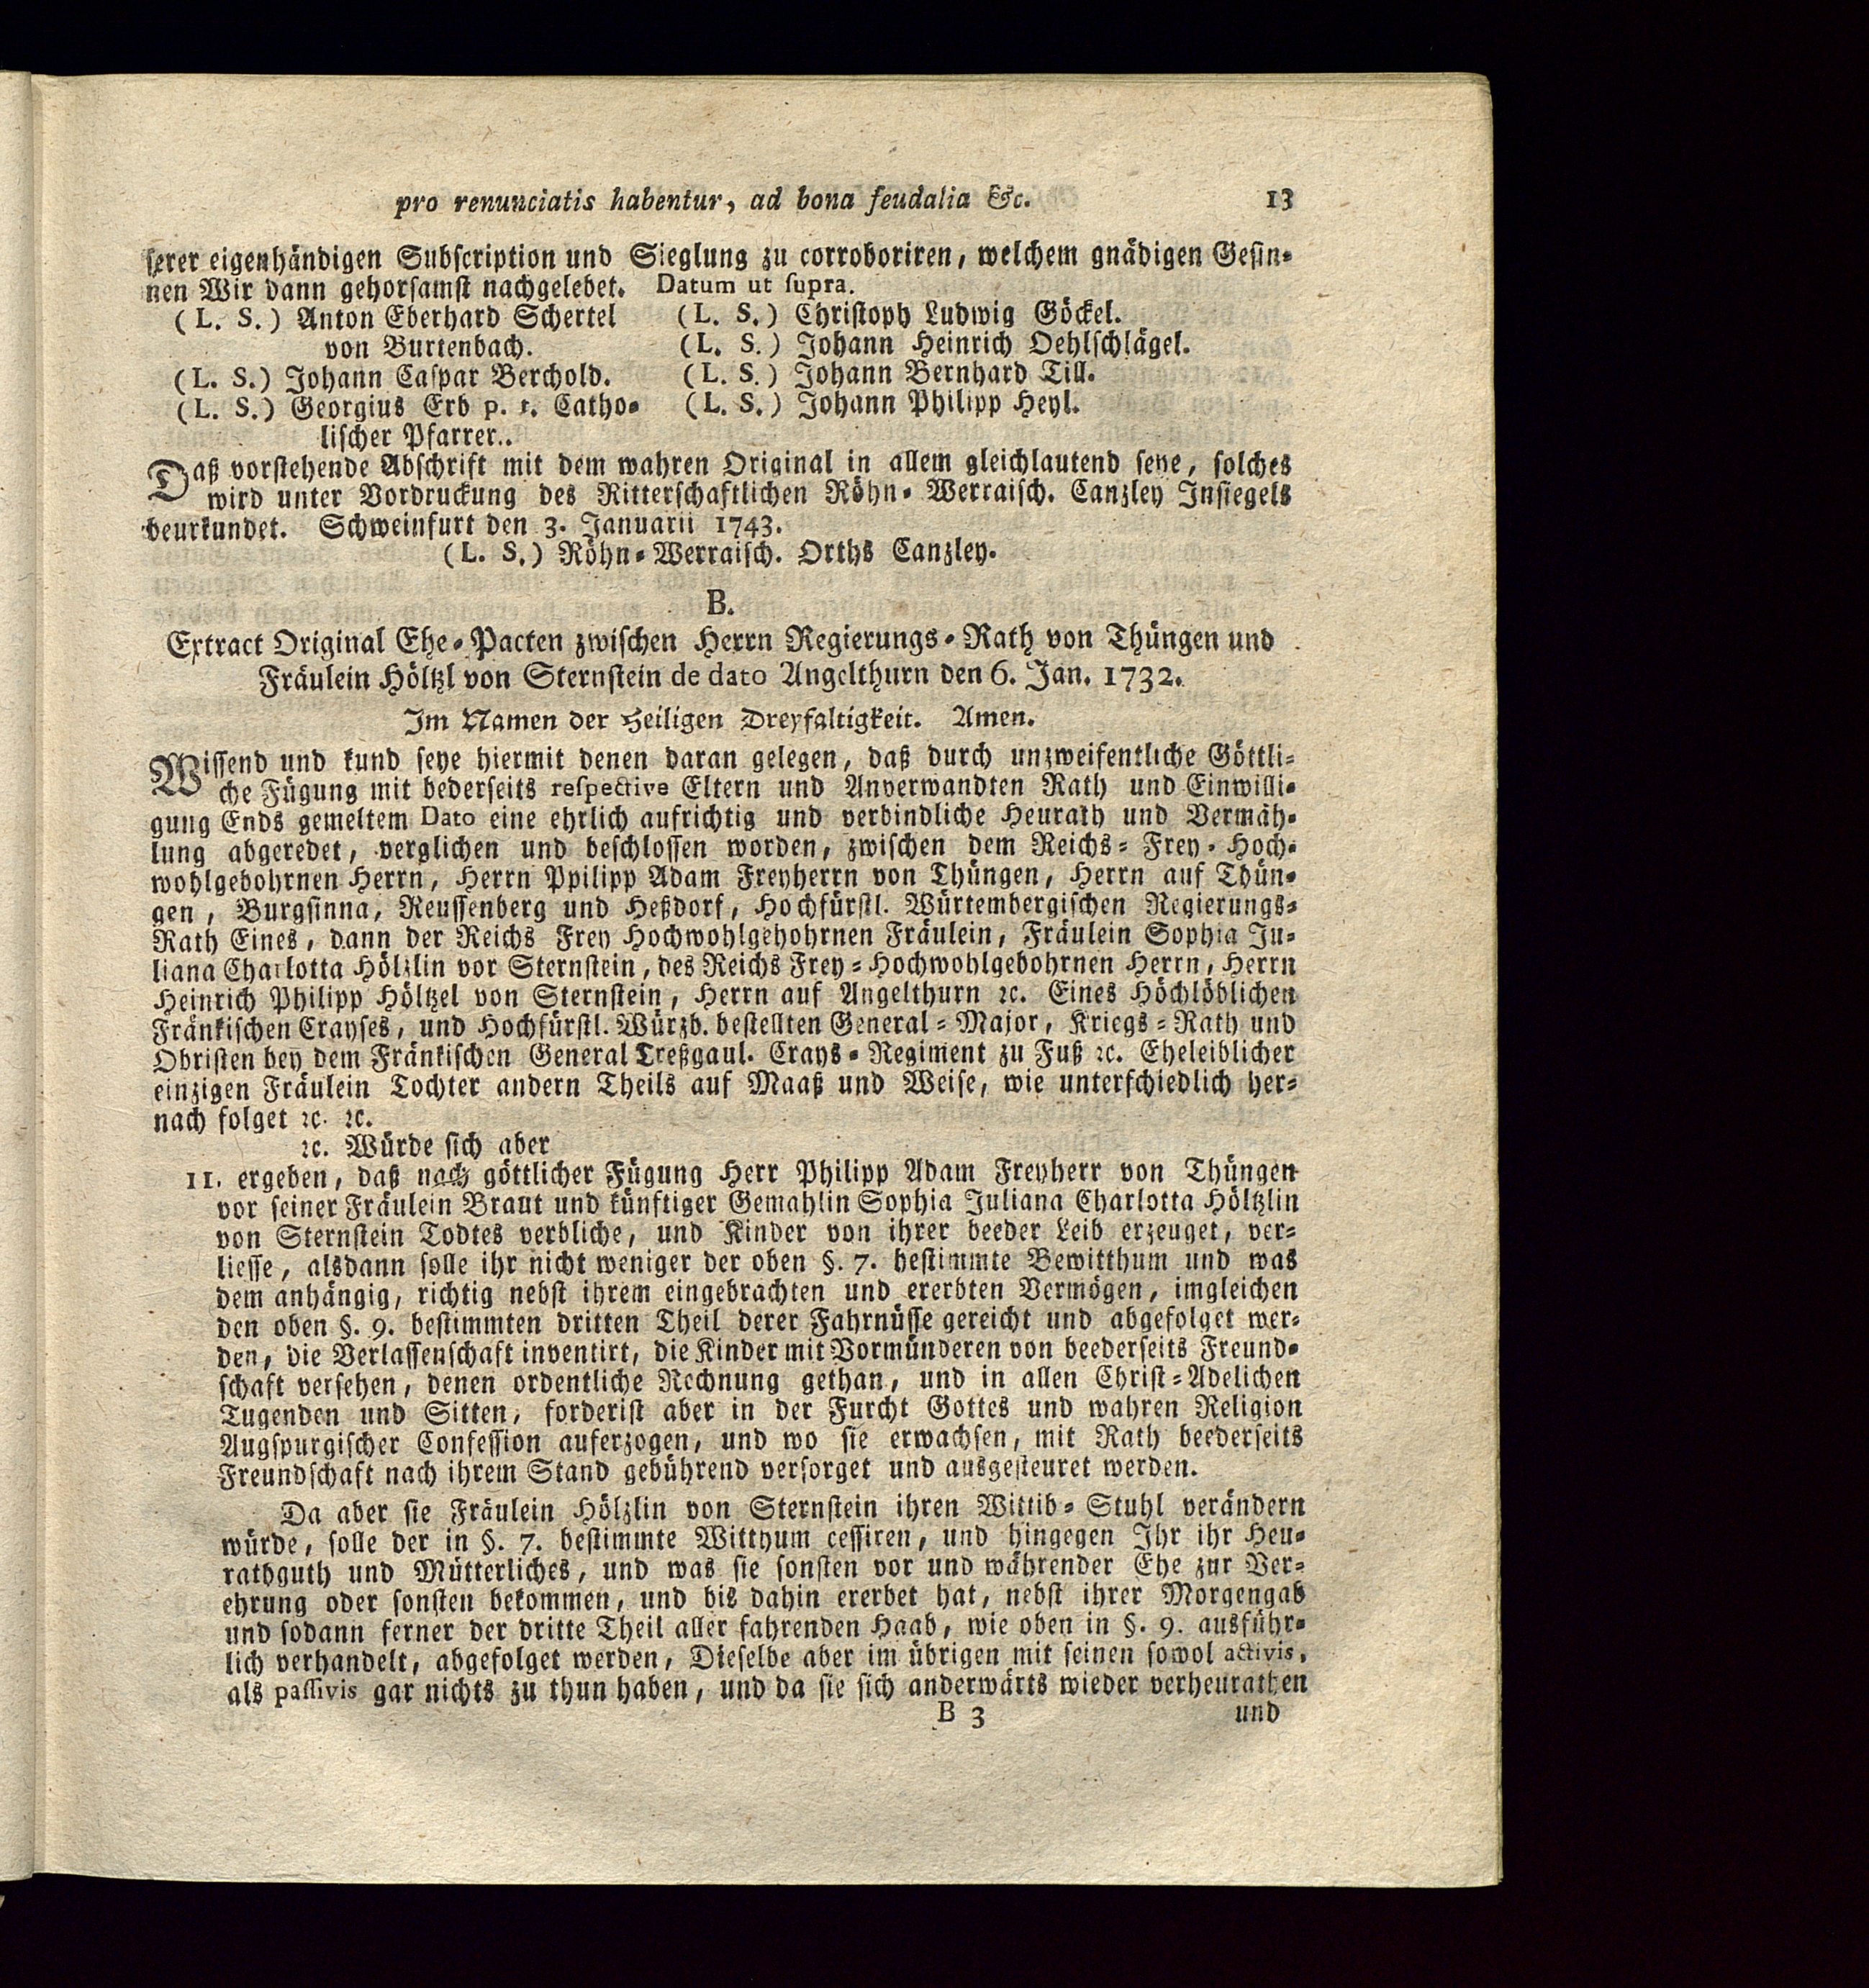 pro renunciatis habentur, ad bona feudalia &c. 13
serer eigenhändigen Subscription und Sieglung zu corroboriren, welchem gnädigen Gesin-
nen Wir dann gehorsamst nachgelebet. Datum ut supra.
(L. S.) Anton Eberhard Schertel
von Burtenbach.
(L. S.) Johann Caspar Berchold.
(L. S.) Georgius Erb p. t. Catho-
lischer Pfarrer..
(L. S.) Christoph Ludwig Göckel.
(L. S.) Johann Heinrich Oehlschlägel.
(L. S.) Johann Bernhard Till.
(L. S.) Johann Philipp Heyl.
Daß vorstehende Abschrift mit dem wahren Original in allem gleichlautend seye, solches
wird unter Vordruckung des Ritterschaftlichen Röhn-Werraisch. Canzley Insiegels
beurkundet. Schweinfurt den 3. Januarii 1743.
(L. S.) Röhn-Werraisch. Orths Canzley.
B.
Extract Original Ehe-Pacten zwischen Herrn Regierungs-Rath von Thüngen und
Fräulein Höltzl von Sternstein de dato Angelthurn den 6. Jan. 1732.
Im Namen der Heiligen Dreyfaltigkeit. Amen.
Wissend und kund seye hiermit denen daran gelegen, daß durch unzweifentliche Göttli-
che Fügung mit bederseits respective Eltern und Anverwandten Rath und Einwilli-
gung Ends gemeltem Dato eine ehrlich aufrichtig und verbindliche Heurath und Vermäh-
lung abgeredet, verglichen und beschlossen worden, zwischen dem Reichs-Frey-Hoch-
wohlgebohrnen Herrn, Herrn Ppilipp Adam Freyherrn von Thüngen, Herrn auf Thün-
gen, Burgsinna, Reussenberg und Heßdorf, Hochfürstl. Würtembergischen Regierungs-
Rath Eines, dann der Reichs Frey Hochwohlgehohrnen Fräulein, Fräulein Sophia Ju-
liana Charlotta Hölzlin vor Sternstein, des Reichs Frey-Hochwohlgebohrnen Herrn, Herrn
Heinrich Philipp Höltzel von Sternstein, Herrn auf Angelthurn ꝛc. Eines Höchlöblichen
Fränkischen Crayses, und Hochfürstl. Würzb. bestellten General-Major, Kriegs-Rath und
Obristen bey dem Fränkischen General Treßgaul. Crays-Regiment zu Fuß ꝛc. Eheleiblicher
einzigen Fräulein Tochter andern Theils auf Maaß und Weise, wie unterschiedlich her-
nach folget ꝛc. ꝛc.
ꝛc. Würde sich aber
11. ergeben, daß nach göttlicher Fügung Herr Philipp Adam Freyherr von Thüngen
vor seiner Fräulein Braut und künftiger Gemahlin Sophia Juliana Charlotta Höltzlin
von Sternstein Todtes verbliche, und Kinder von ihrer beeder Leib erzeuget, ver-
liesse, alsdann solle ihr nicht weniger der oben §. 7. bestimmte Bewitthum und was
dem anhängig, richtig nebst ihrem eingebrachten und ererbten Vermögen, imgleichen
den oben §. 9. bestimmten dritten Theil derer Fahrnüsse gereicht und abgefolget wer-
den, die Verlassenschaft inventirt, die Kinder mit Vormünderen von beederseits Freund-
schaft versehen, denen ordentliche Rechnung gethan, und in allen Christ-Adelichen
Tugenden und Sitten, forderist aber in der Furcht Gottes und wahren Religion
Augspurgischer Confession auferzogen, und wo sie erwachsen, mit Rath beederseits
Freundschaft nach ihrem Stand gebührend versorget und ausgesteuret werden.
Da aber sie Fräulein Hölzlin von Sternstein ihren Wittib-Stuhl verändern
würde, solle der in §. 7. bestimmte Witthum cessiren, und hingegen Ihr ihr Heu-
rathguth und Mütterliches, und was sie sonsten vor und währender Ehe zur Ver-
ehrung oder sonsten bekommen, und bis dahin ererbet hat, nebst ihrer Morgengab
und sodann ferner der dritte Theil aller fahrenden Haab, wie oben in §. 9. ausführ-
lich verhandelt, abgefolget werden, Dieselbe aber im übrigen mit seinen sowol activis,
als passivis gar nichts zu thun haben, und da sie sich anderwärts wieder verheurathen
B 3 und